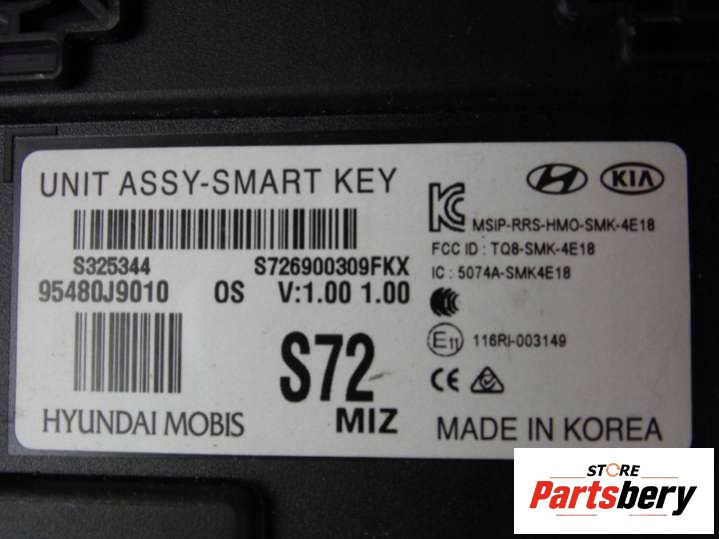 UNIT ASSY-SMART KEY
KIA
MSIP-RRS-HMO-SMK-4E18
S325344 S726900309FKX
FCC ID : TQ8-SMK-4E18
95480J9010 OS V:1.00 1.00
IC : 5074A-SMK4E18
S72
E11 116RI-003149
MIZ
CE
HYUNDAI MOBIS
MADE IN KOREA
STORE
Partsbery